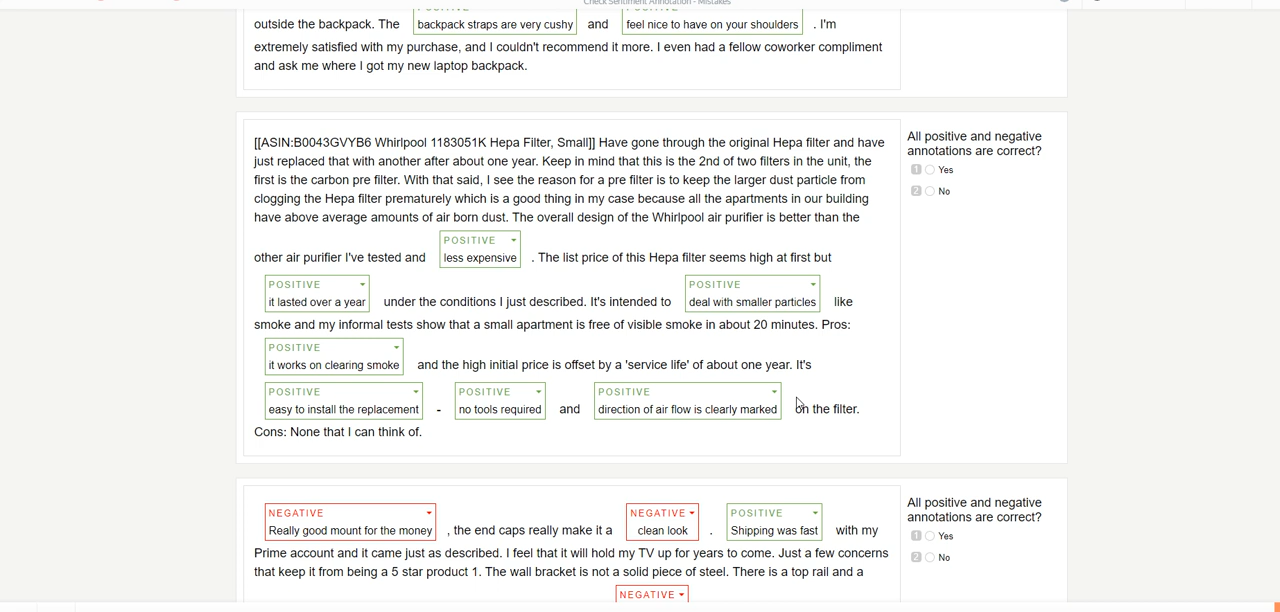 Check Sentiment Annotation - Mistakes
outside the backpack. The backpack straps are very cushy and feel nice to have on your shoulders . I'm
extremely satisfied with my purchase, and I couldn't recommend it more. I even had a fellow coworker compliment
and ask me where I got my new laptop backpack.
[[ASIN:B0043GVYB6 Whirlpool 1183051K Hepa Filter, Small]] Have gone through the original Hepa filter and have
just replaced that with another after about one year. Keep in mind that this is the 2nd of two filters in the unit, the
first is the carbon pre filter. With that said, I see the reason for a pre filter is to keep the larger dust particle from
clogging the Hepa filter prematurely which is a good thing in my case because all the apartments in our building
have above average amounts of air born dust. The overall design of the Whirlpool air purifier is better than the
POSITIVE
other air purifier I've tested and less expensive . The list price of this Hepa filter seems high at first but
POSITIVE POSITIVE
it lasted over a year under the conditions I just described. It's intended to deal with smaller particles like
smoke and my informal tests show that a small apartment is free of visible smoke in about 20 minutes. Pros:
POSITIVE
it works on clearing smoke and the high initial price is offset by a 'service life' of about one year. It's
POSITIVE POSITIVE POSITIVE
easy to install the replacement - no tools required and direction of air flow is clearly marked on the filter.
Cons: None that I can think of.
All positive and negative
annotations are correct?
1 Yes
2 No
NEGATIVE NEGATIVE POSITIVE
Really good mount for the money , the end caps really make it a clean look . Shipping was fast with my
Prime account and it came just as described. I feel that it will hold my TV up for years to come. Just a few concerns
that keep it from being a 5 star product 1. The wall bracket is not a solid piece of steel. There is a top rail and a
NEGATIVE
All positive and negative
annotations are correct?
1 Yes
2 No